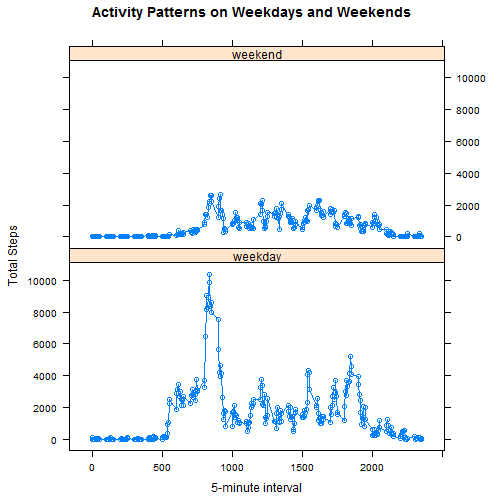 Activity Patterns on Weekdays and Weekends
weekend
10000
8000
6000
4000
2000
0
weekday
10000
8000
6000
4000
2000
0
Total Steps
0 500 1000 1500 2000
5-minute interval